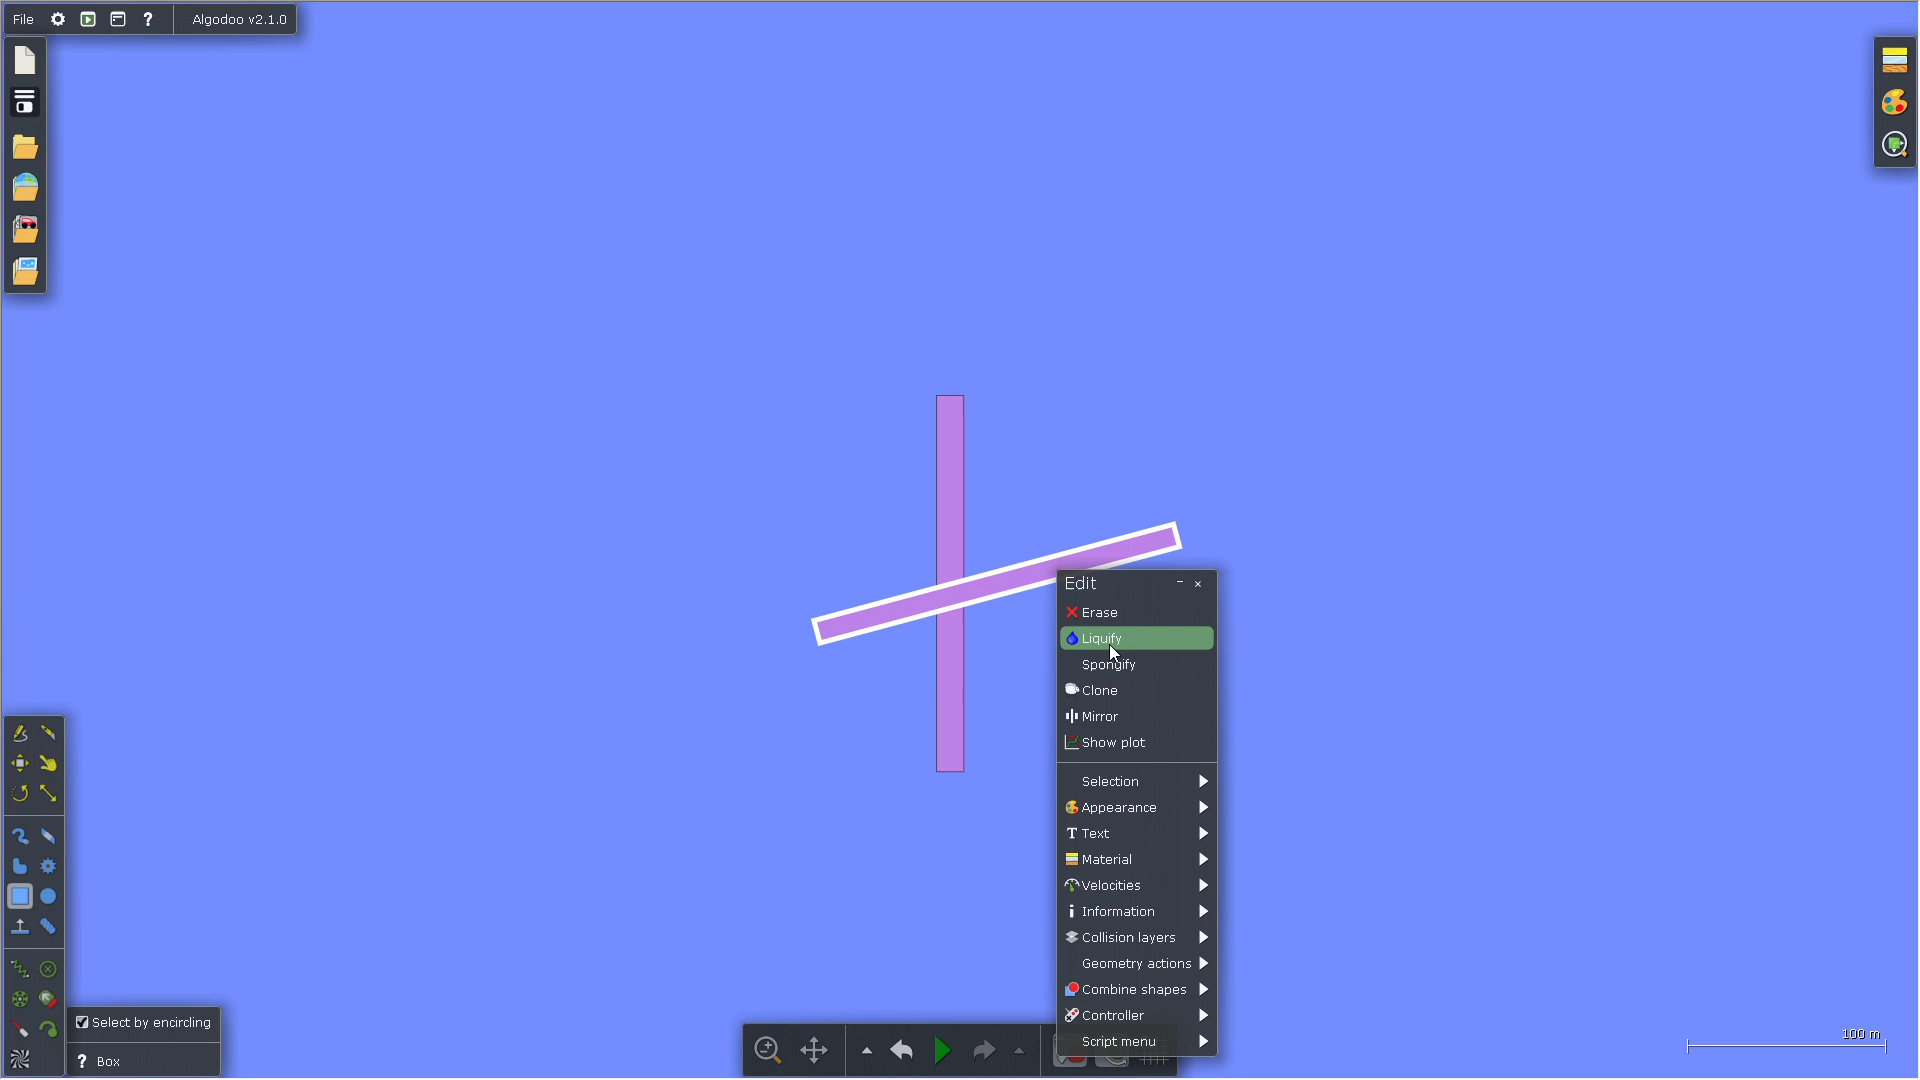 File
Algodoo v2.1.0
Edit
Erase
Liquify
Spongify
Clone
Mirror
Show plot
Selection
Appearance
Text
Material
Velocities
Information
Collision layers
Geometry actions
Combine shapes
Controller
Script menu
Select by encircling
Box
100 m